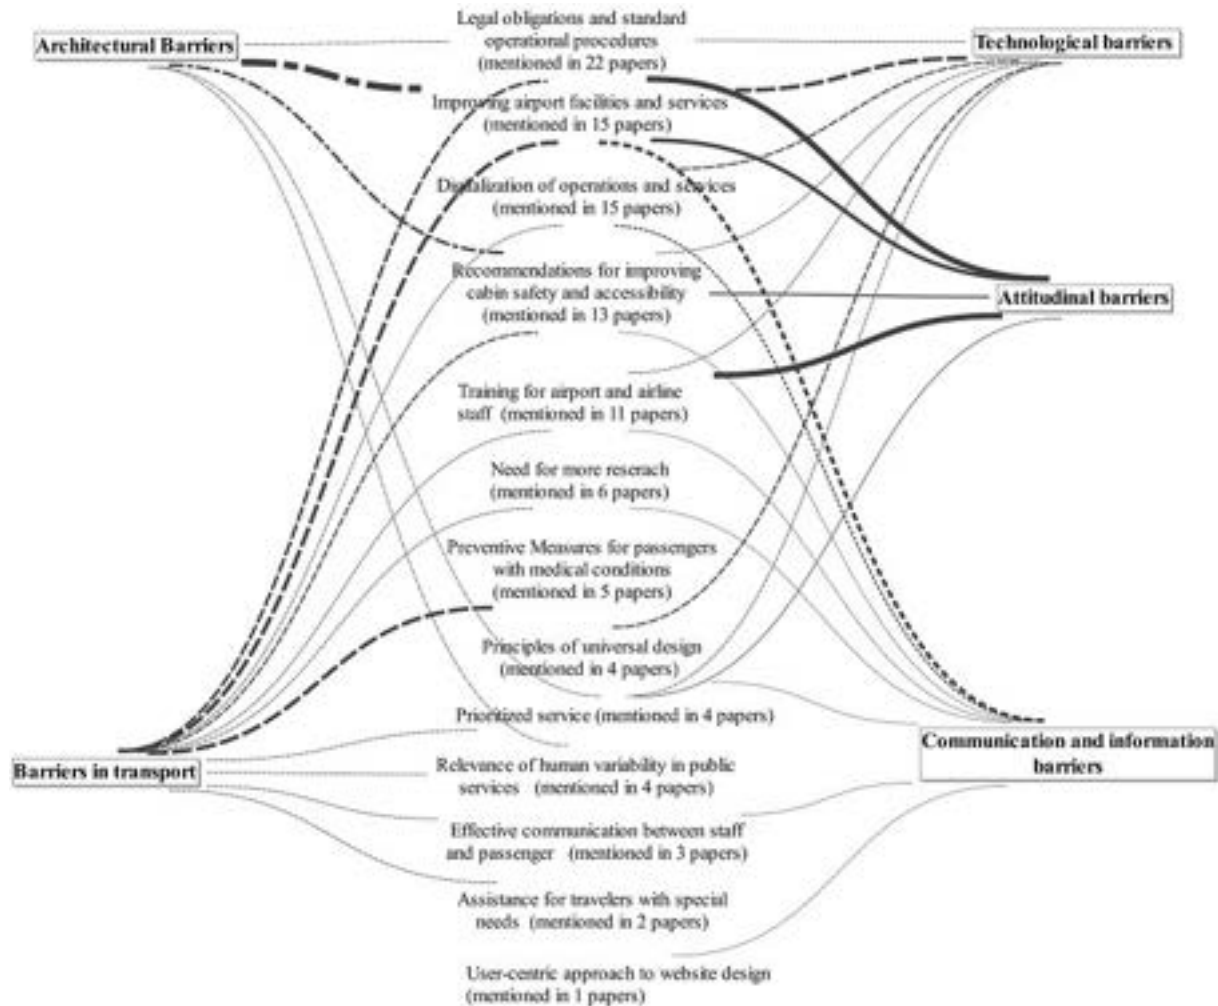 Architectural Barriers
Legal obligations and standard
operational procedures
(mentioned in 22 papers)
Technological barriers
Improving airport facilities and services
(mentioned in 15 papers)
Digitalization of operations and services
(mentioned in 15 papers)
Recommendations for improving
cabin safety and accessibility
(mentioned in 13 papers)
Attitudinal barriers
Training for airport and airline
staff (mentioned in 11 papers)
Need for more reserach
(mentioned in 6 papers)
Preventive Measures for passengers
with medical conditions
(mentioned in 5 papers)
Principles of universal design
(mentioned in 4 papers)
Prioritized service (mentioned in 4 papers)
Barriers in transport
Relevance of human variability in public
services (mentioned in 4 papers)
Communication and information
barriers
Effective communication between staff
and passenger (mentioned in 3 papers)
Assistance for travelers with special
needs (mentioned in 2 papers)
User-centric approach to website design
(mentioned in 1 papers)